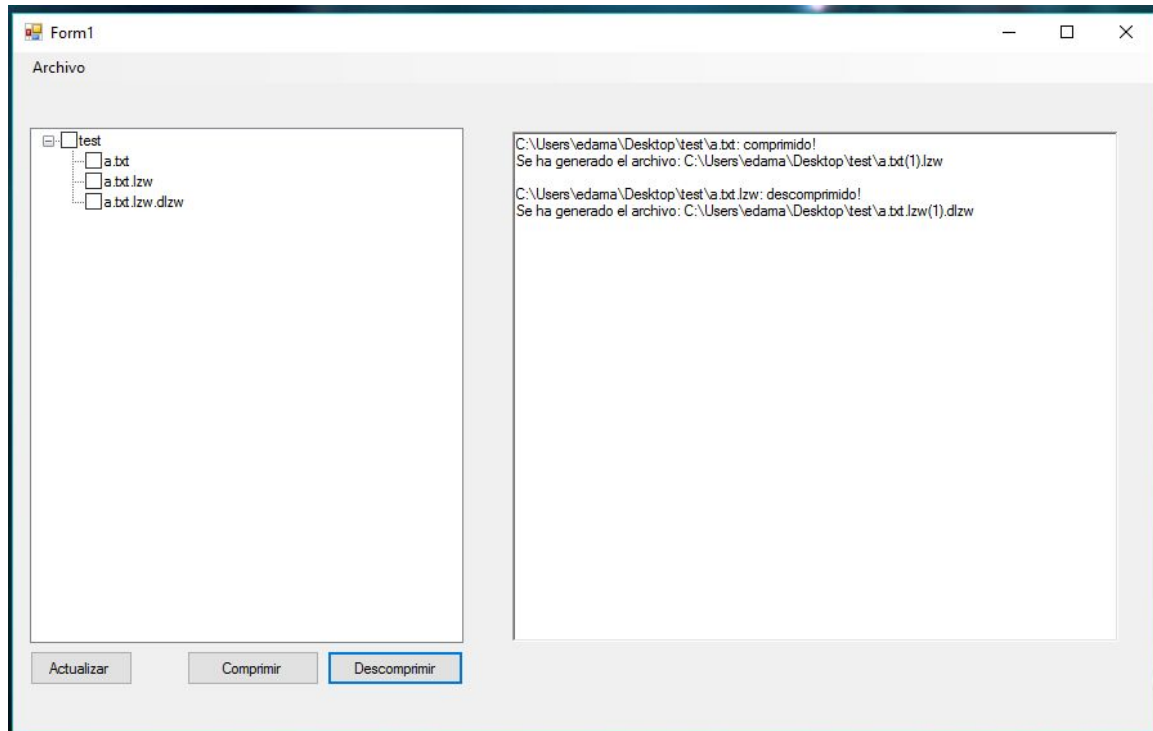 Form1
Archivo
test
a.txt
a.txt.lzw
a.txt.lzw.dlzw
C:\Users\edama\Desktop\test\a.txt: comprimido!
Se ha generado el archivo: C:\Users\edama\Desktop\test\a.txt(1).lzw
C:\Users\edama\Desktop\test\a.txt.lzw: descomprimido!
Se ha generado el archivo: C:\Users\edama\Desktop\test\a.txt.lzw(1).dlzw
Actualizar
Comprimir
Descomprimir